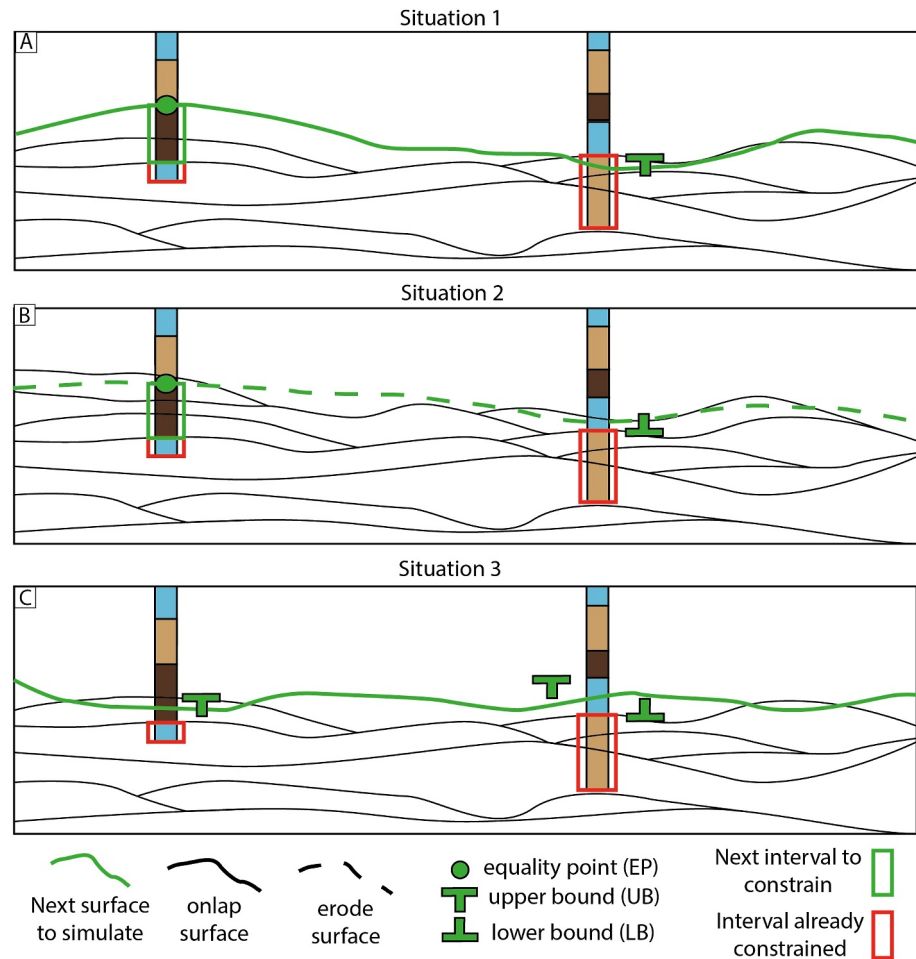 Situation 1
A
Situation 2
B
Situation 3
C
Next surface
to simulate
onlap
surface
erode
surface
equality point (EP)
upper bound (UB)
lower bound (LB)
Next interval to
constrain
Interval already
constrained